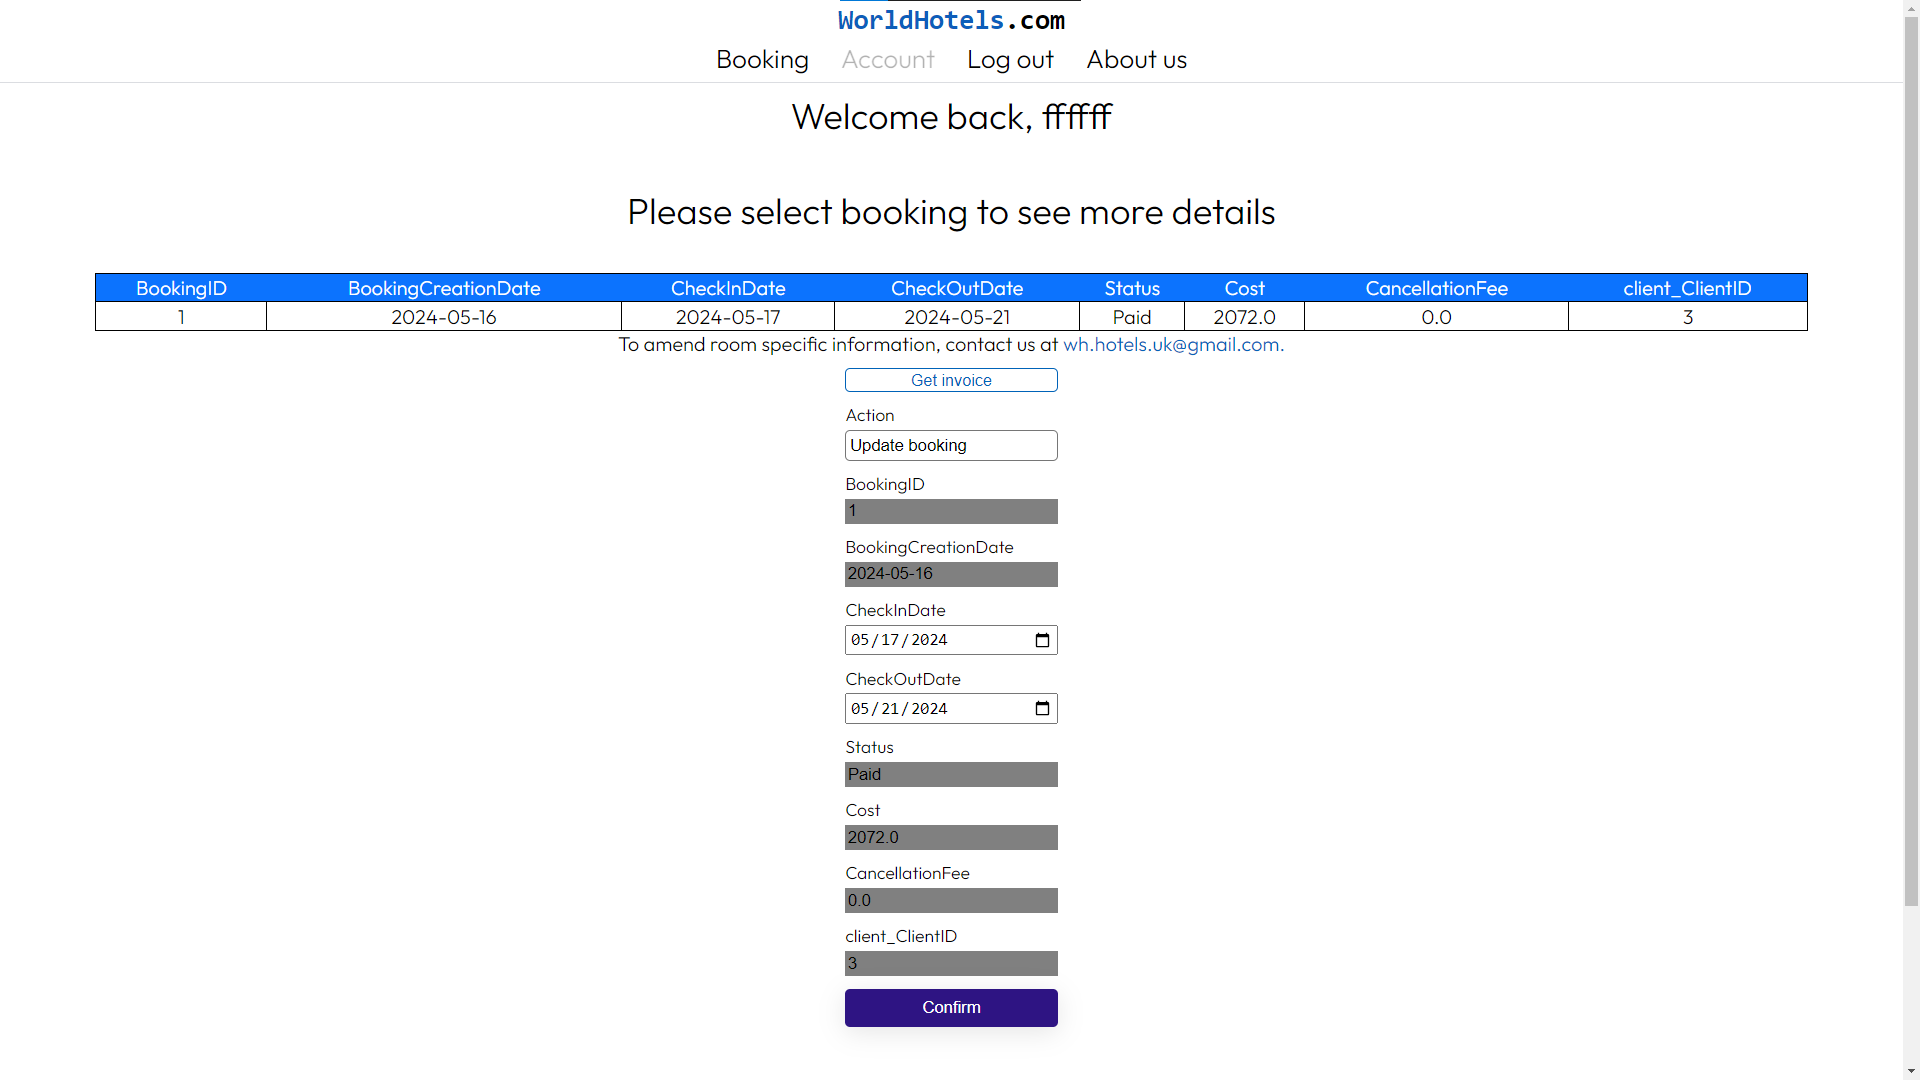 WorldHotels.com
Booking Account Log out About us
Welcome back, ffffff
Please select booking to see more details
BookingID BookingCreationDate CheckInDate CheckOutDate Status Cost CancellationFee client_ClientID
1 2024-05-16 2024-05-17 2024-05-21 Paid 2072.0 0.0 3
To amend room specific information, contact us at wh.hotels.uk@gmail.com.
Get invoice
Action
Update booking
BookingID
1
BookingCreationDate
2024-05-16
CheckInDate
05/17/2024
CheckOutDate
05/21/2024
Status
Paid
Cost
2072.0
CancellationFee
0.0
client_ClientID
3
Confirm